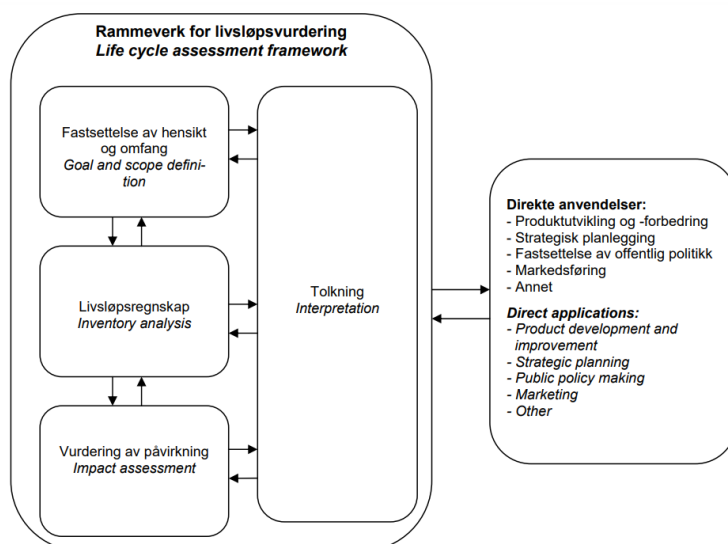 Rammeverk for livsløpsvurdering
Life cycle assessment framework
Fastsettelse av hensikt
og omfang
Goal and scope defini-
tion
Livsløpsregnskap
Inventory analysis
Vurdering av påvirkning
Impact assessment
Tolkning
Interpretation
Direkte anvendelser:
- Produktutvikling og -forbedring
- Strategisk planlegging
- Fastsettelse av offentlig politikk
- Markedsføring
- Annet
Direct applications:
- Product development and
improvement
- Strategic planning
- Public policy making
- Marketing
- Other